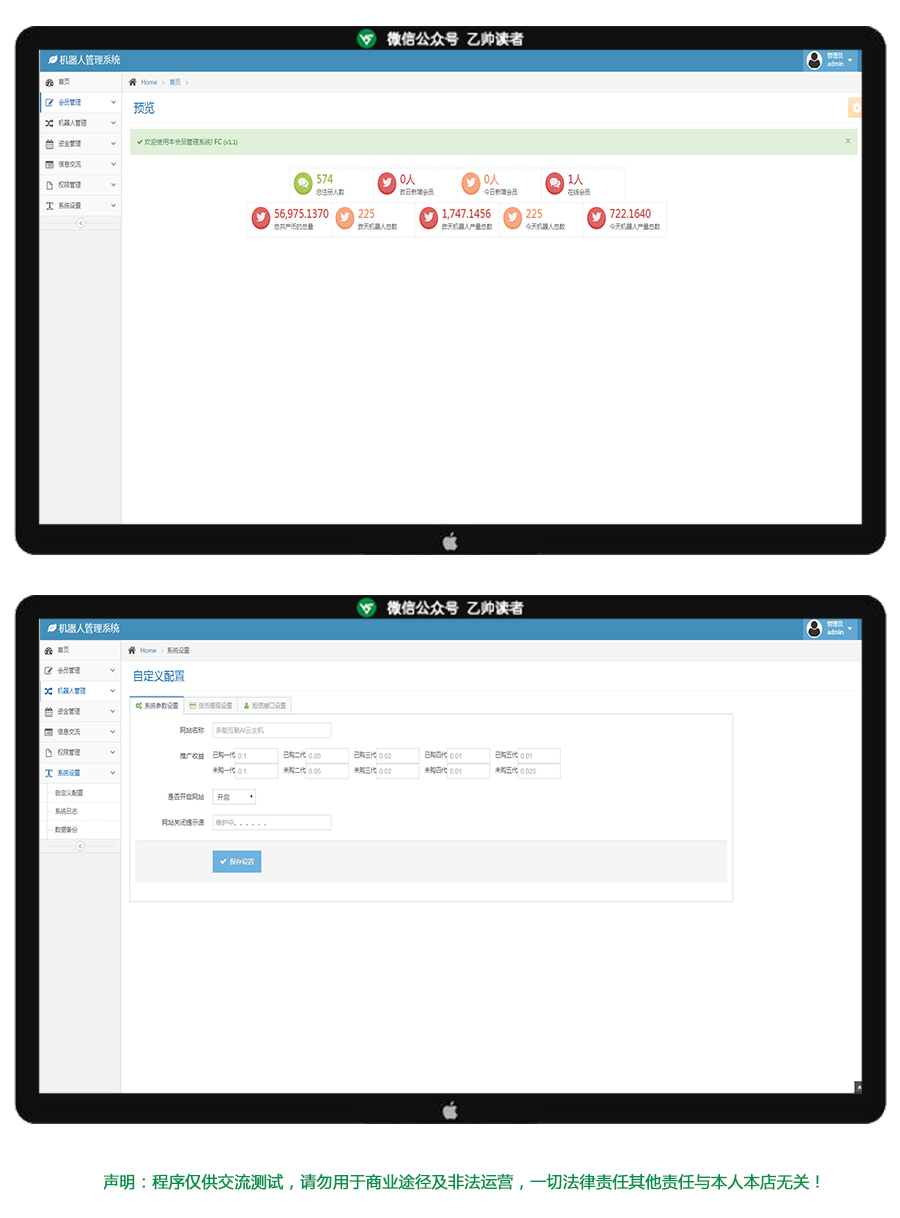 微信公众号 乙帅读者
机器人管理系统
管理员
admin
首页
Home > 首页 >
会员管理
预览
机器人管理
资金管理
欢迎使用本会员管理系统! FC (v1.1)
×
信息交流
权限管理
系统设置
574
总注册人数
0人
昨日新增会员
0人
今日新增会员
1人
在线会员
56,975.1370
总共产币的总量
225
昨天机器人总数
1,747.1456
昨天机器人产量总数
225
今天机器人总数
722.1640
今天机器人产量总数
微信公众号 乙帅读者
机器人管理系统
管理员
admin
首页
Home > 系统设置
会员管理
自定义配置
机器人管理
资金管理
系统参数设置 货币提现设置 短信接口设置
信息交流
权限管理
系统设置
自定义配置
系统日志
数据备份
网站名称 多能互联AI云主机
推广收益 已购一代 0.1 已购二代 0.05 已购三代 0.02 已购四代 0.01 已购五代 0.01
未购一代 0.1 未购二代 0.05 未购三代 0.02 未购四代 0.01 未购五代 0.025
是否开启网站 开启
网站关闭提示语 维护中。。。。。。
保存设置
声明：程序仅供交流测试，请勿用于商业途径及非法运营，一切法律责任其他责任与本人本店无关！